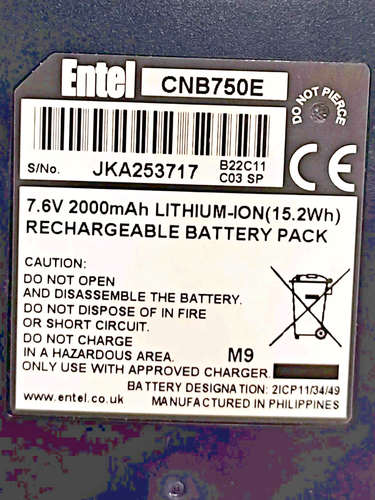 Entel CNB750E
DO NOT PIERCE
S/No. JKA253717 B22C11
C03 SP
CE
7.6V 2000mAh LITHIUM-ION(15.2Wh)
RECHARGEABLE BATTERY PACK
CAUTION:
DO NOT OPEN
AND DISASSEMBLE THE BATTERY.
DO NOT DISPOSE OF IN FIRE
OR SHORT CIRCUIT.
DO NOT CHARGE
IN A HAZARDOUS AREA. M9
ONLY USE WITH APPROVED CHARGER
BATTERY DESIGNATION: 2ICP11/34/49
www.entel.co.uk MANUFACTURED IN PHILIPPINES